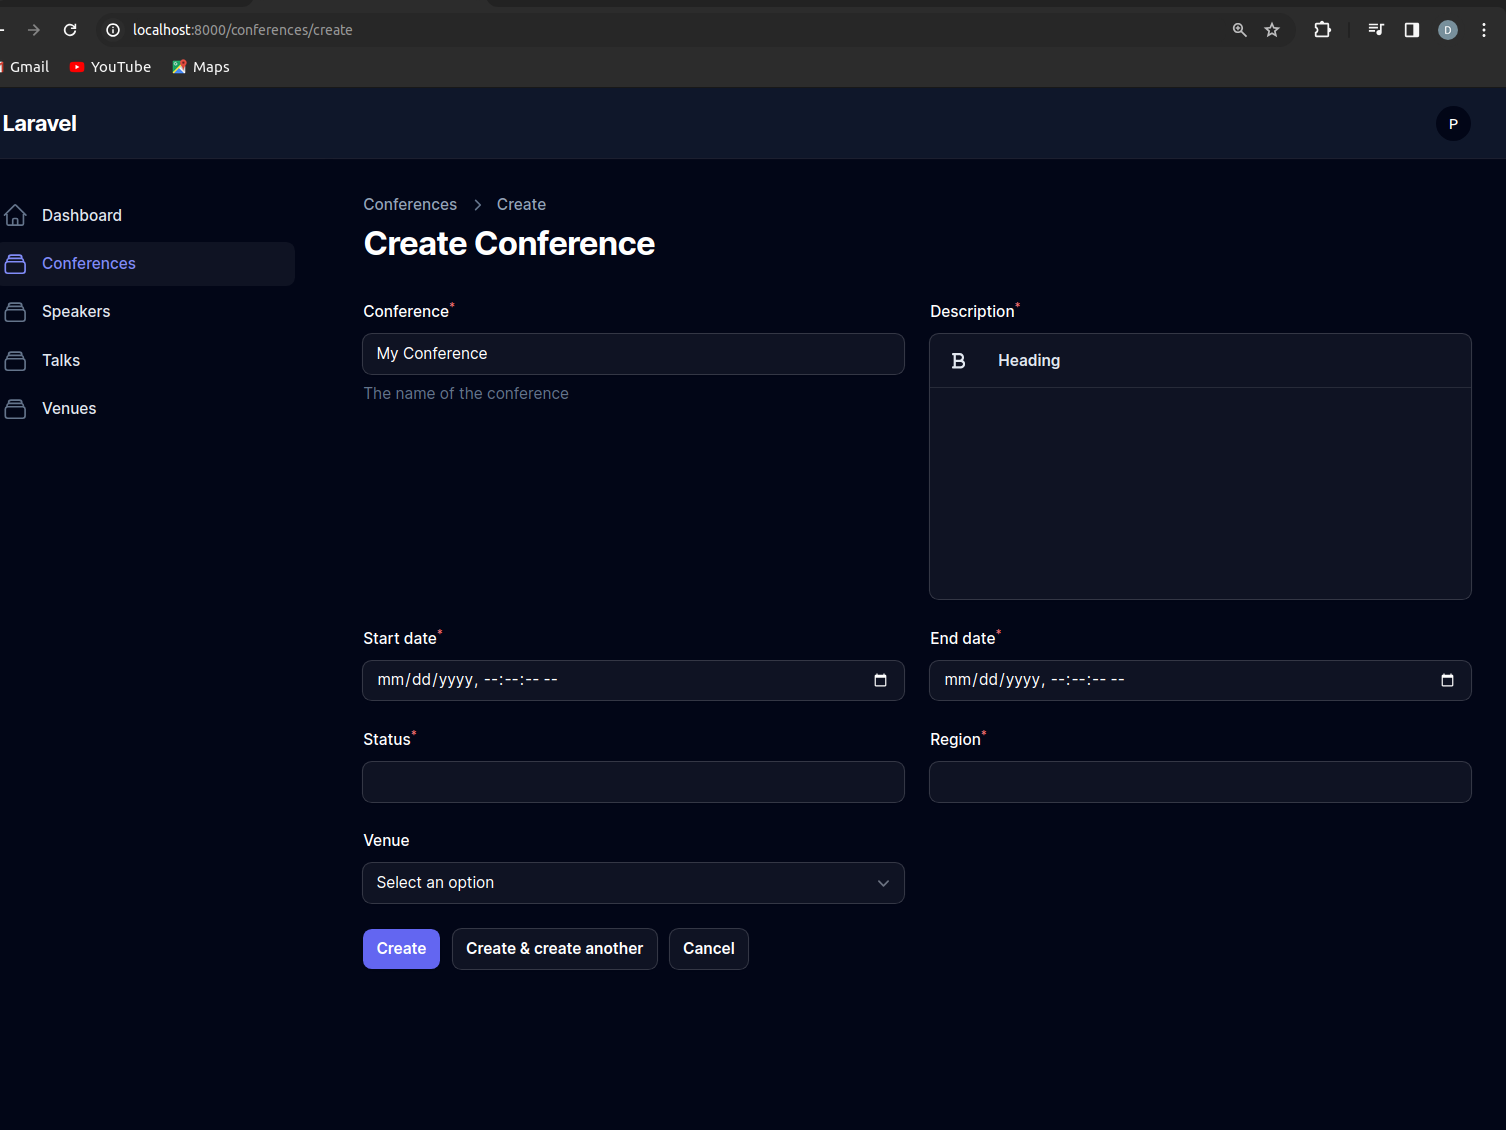 localhost:8000/conferences/create
Gmail YouTube Maps
Laravel
P
D
Dashboard
Conferences
Speakers
Talks
Venues
Conferences > Create
Create Conference
Conference*
My Conference
The name of the conference
Description*
B Heading
Start date*
mm/dd/yyyy, --:--:-- --
End date*
mm/dd/yyyy, --:--:-- --
Status*
Region*
Venue
Select an option
Create
Create & create another
Cancel